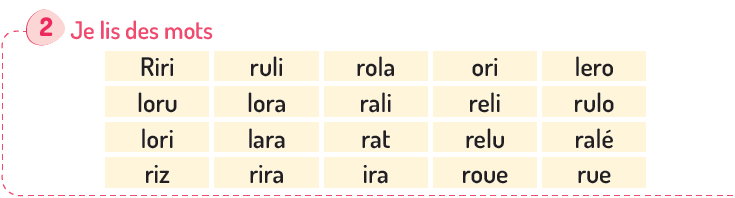 2 Je lis des mots
Riri ruli rola ori lero
loru lora rali reli rulo
lori lara rat relu ralé
riz rira ira roue rue